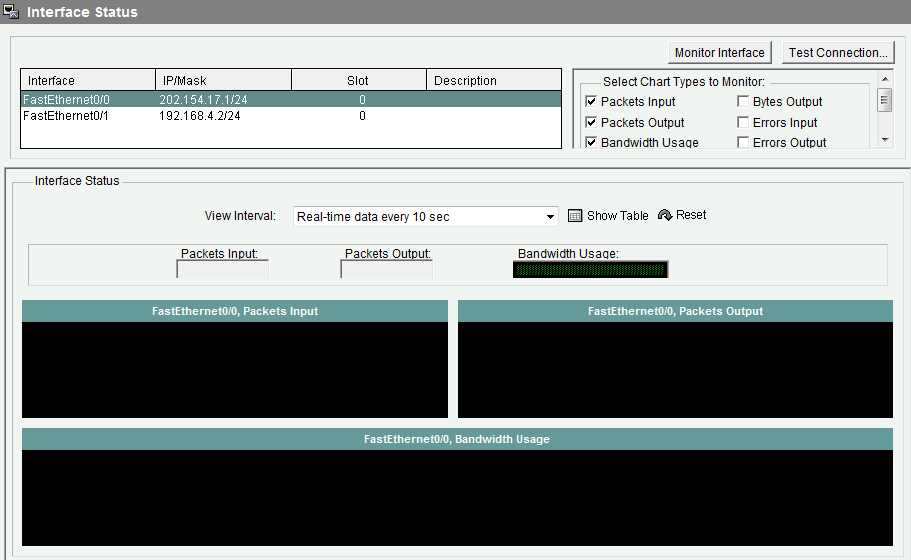 Interface Status
Monitor Interface Test Connection...
Interface IP/Mask Slot Description
FastEthernet0/0 202.154.17.1/24 0
FastEthernet0/1 192.168.4.2/24 0
Select Chart Types to Monitor:
Packets Input Bytes Output
Packets Output Errors Input
Bandwidth Usage Errors Output
Interface Status
View Interval: Real-time data every 10 sec Show Table Reset
Packets Input: Packets Output: Bandwidth Usage:
FastEthernet0/0, Packets Input FastEthernet0/0, Packets Output
FastEthernet0/0, Bandwidth Usage